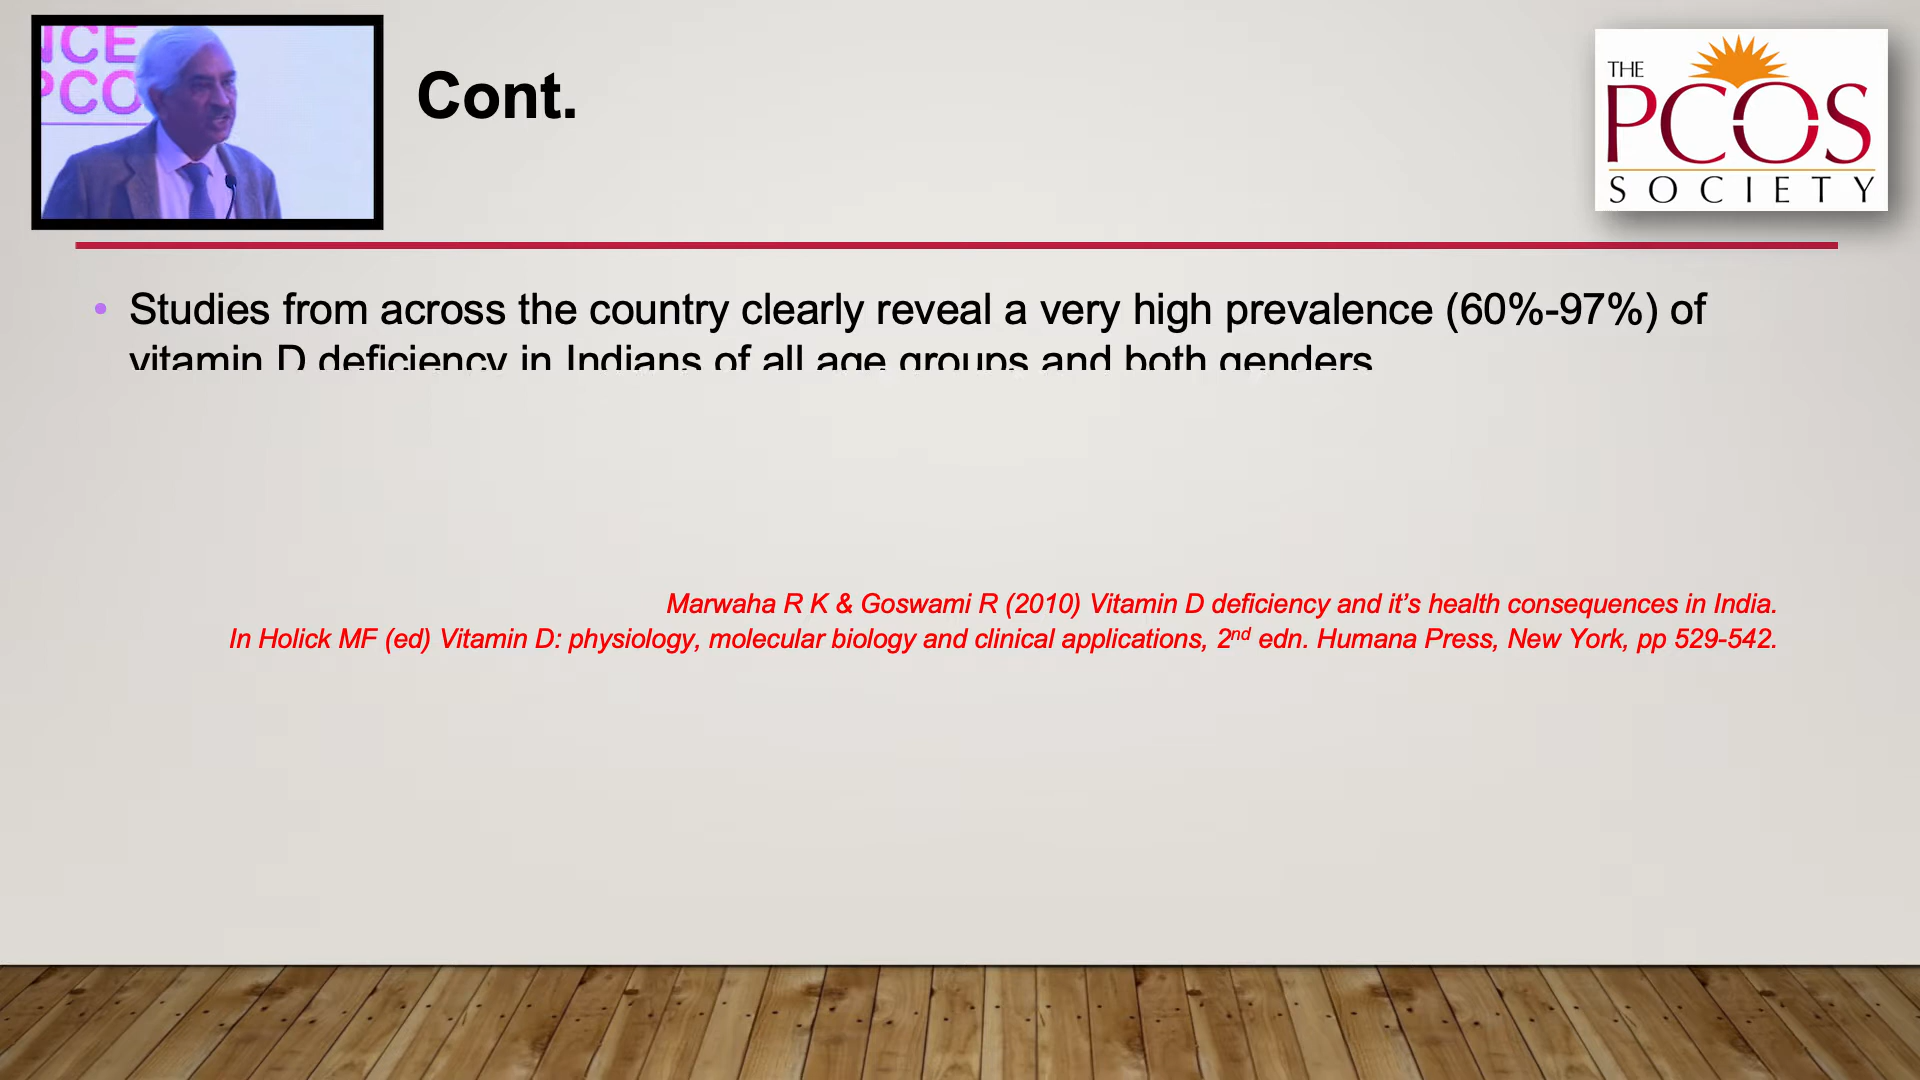 NCE
PCO
Cont.
THE
PCOS
SOCIETY
• Studies from across the country clearly reveal a very high prevalence (60%-97%) of
vitamin D deficiency in Indians of all age groups and both genders
Marwaha R K & Goswami R (2010) Vitamin D deficiency and it’s health consequences in India.
In Holick MF (ed) Vitamin D: physiology, molecular biology and clinical applications, 2nd edn. Humana Press, New York, pp 529-542.